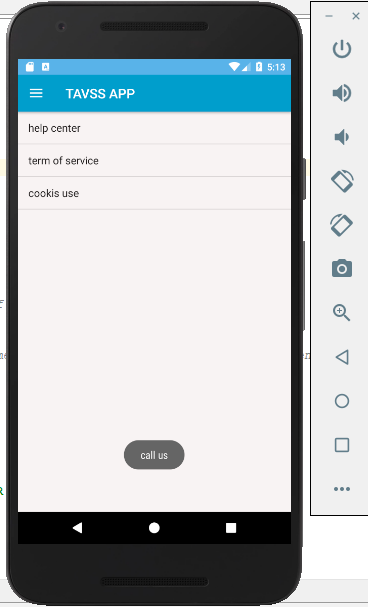 5:13
TAVSS APP
help center
term of service
cookis use
call us